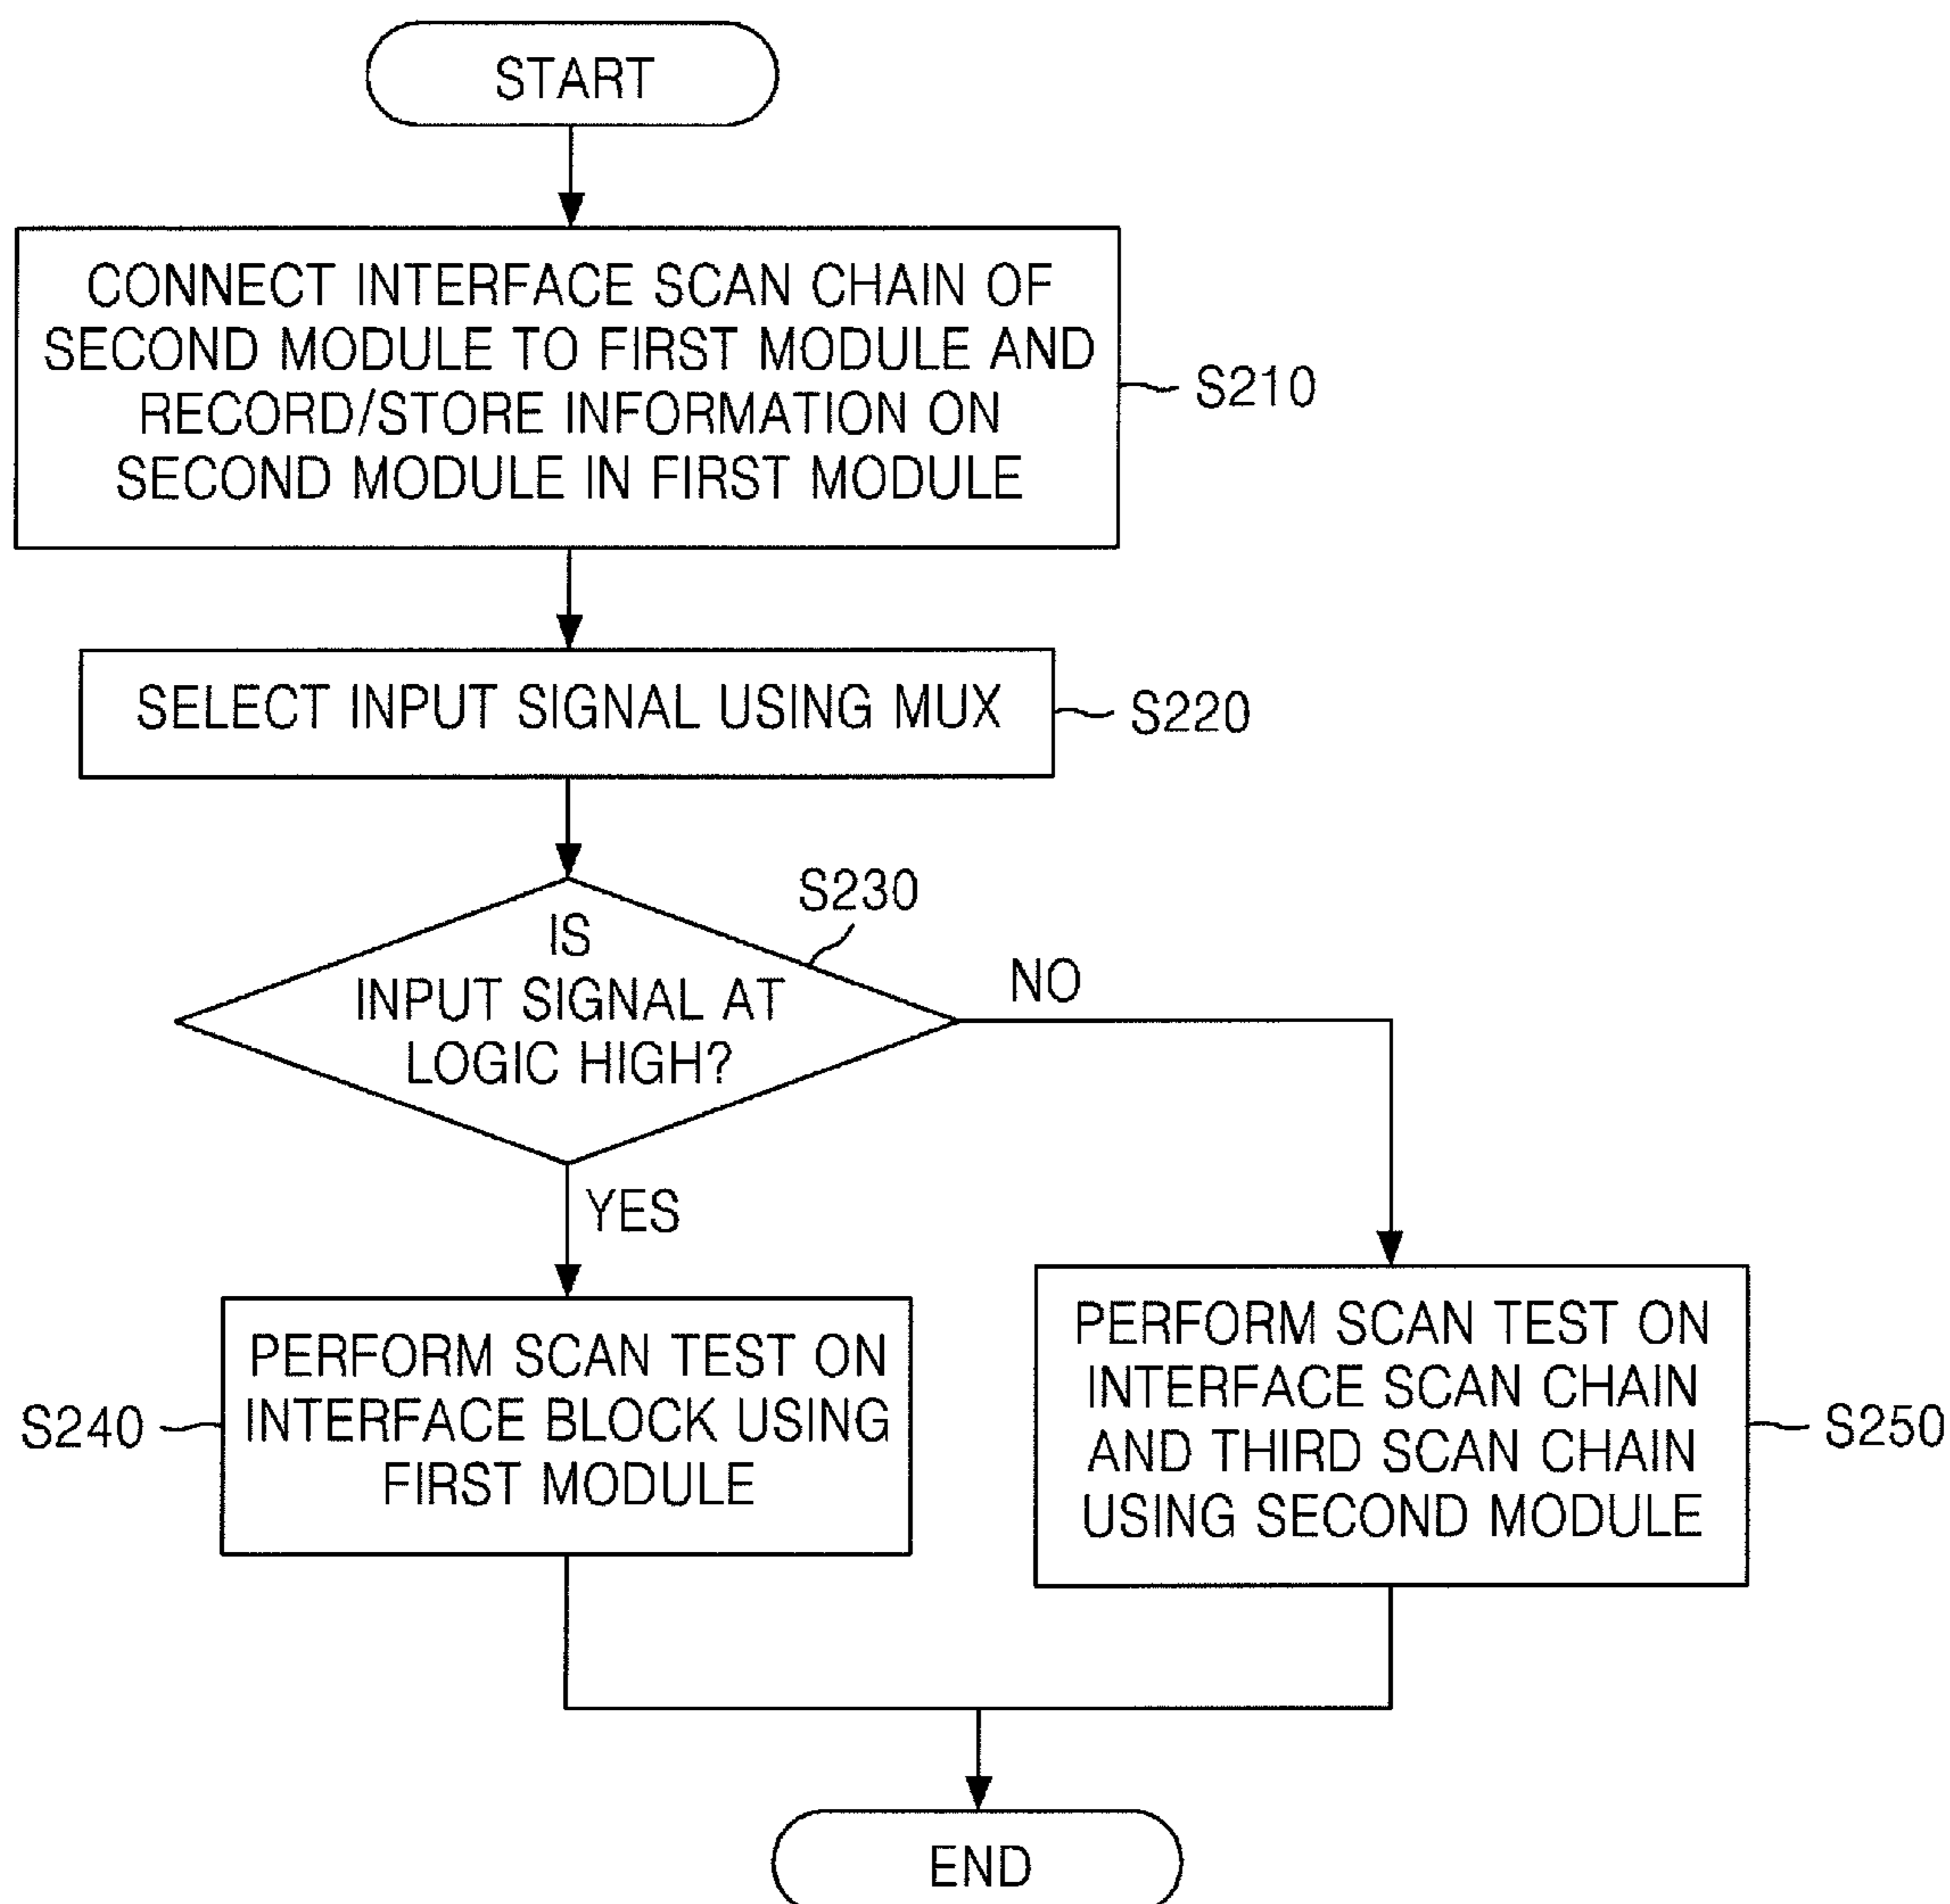 START
CONNECT INTERFACE SCAN CHAIN OF
SECOND MODULE TO FIRST MODULE AND
RECORD/STORE INFORMATION ON
SECOND MODULE IN FIRST MODULE
S210
SELECT INPUT SIGNAL USING MUX
S220
S230
IS
INPUT SIGNAL AT
LOGIC HIGH?
NO
YES
S240
PERFORM SCAN TEST ON
INTERFACE BLOCK USING
FIRST MODULE
PERFORM SCAN TEST ON
INTERFACE SCAN CHAIN
AND THIRD SCAN CHAIN
USING SECOND MODULE
S250
END